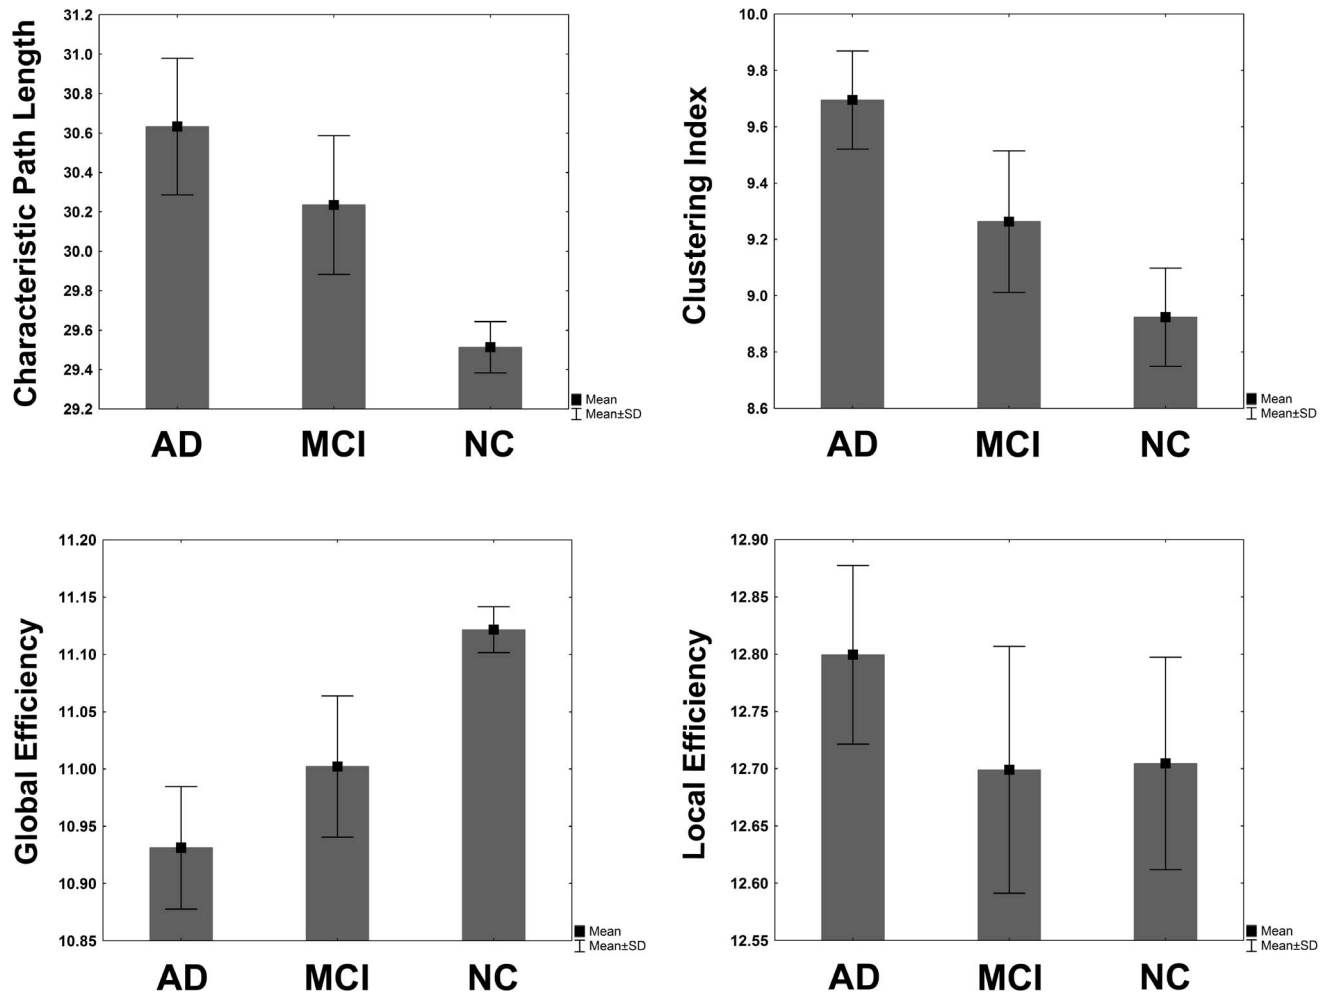 Characteristic Path Length
31.2
31.0
30.8
30.6
30.4
30.2
30.0
29.8
29.6
29.4
29.2
AD MCI NC
Mean
Mean±SD
Clustering Index
10.0
9.8
9.6
9.4
9.2
9.0
8.8
8.6
AD MCI NC
Mean
Mean±SD
Global Efficiency
11.20
11.15
11.10
11.05
11.00
10.95
10.90
10.85
AD MCI NC
Mean
Mean±SD
Local Efficiency
12.90
12.85
12.80
12.75
12.70
12.65
12.60
12.55
AD MCI NC
Mean
Mean±SD